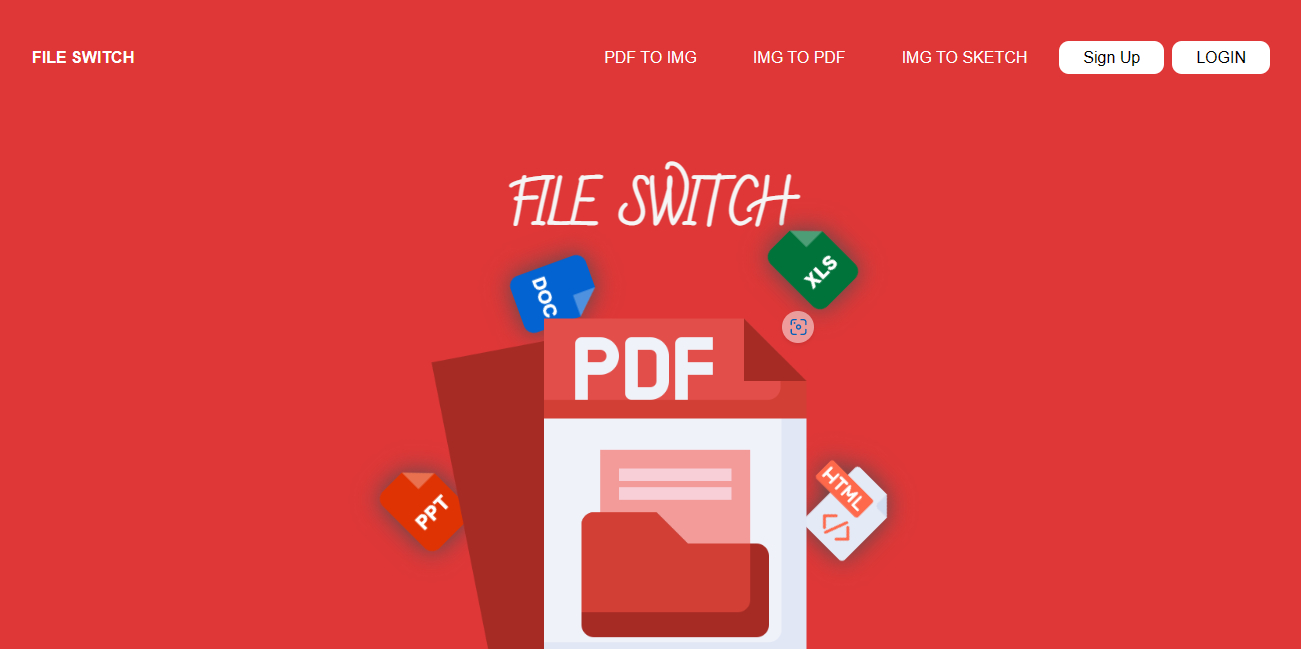 FILE SWITCH
PDF TO IMG
IMG TO PDF
IMG TO SKETCH
Sign Up
LOGIN
FILE SWITCH
XLS
DOC
PDF
HTML
PPT